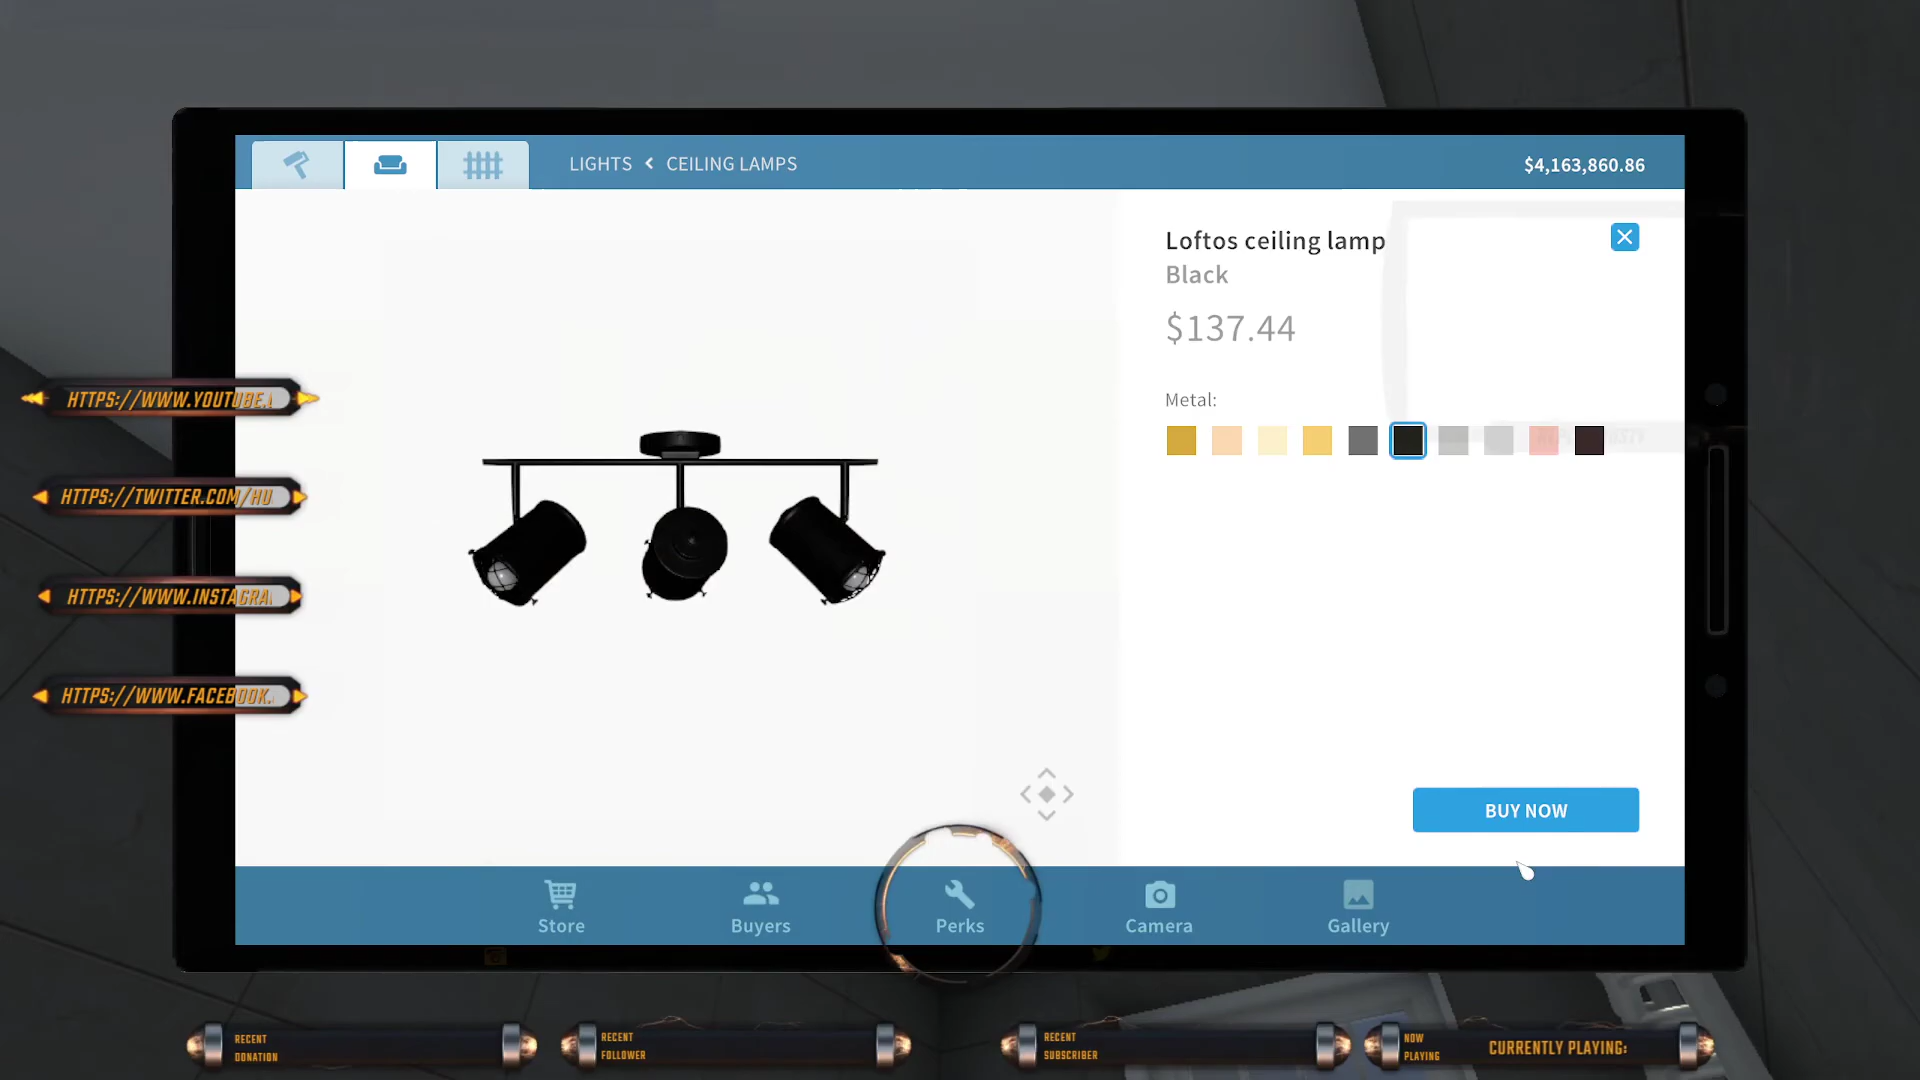 LIGHTS < CEILING LAMPS
$4,163,860.86
Loftos ceiling lamp
Black
$137.44
Metal:
HTTPS://WWW.YOUTUBE.
HTTPS://TWITTER.COM/HU
HTTPS://WWW.INSTAGRA
HTTPS://WWW.FACEBOOK.
BUY NOW
Store
Buyers
Perks
Camera
Gallery
RECENT
DONATION
RECENT
FOLLOWER
RECENT
SUBSCRIBER
NOW
PLAYING
CURRENTLY PLAYING: